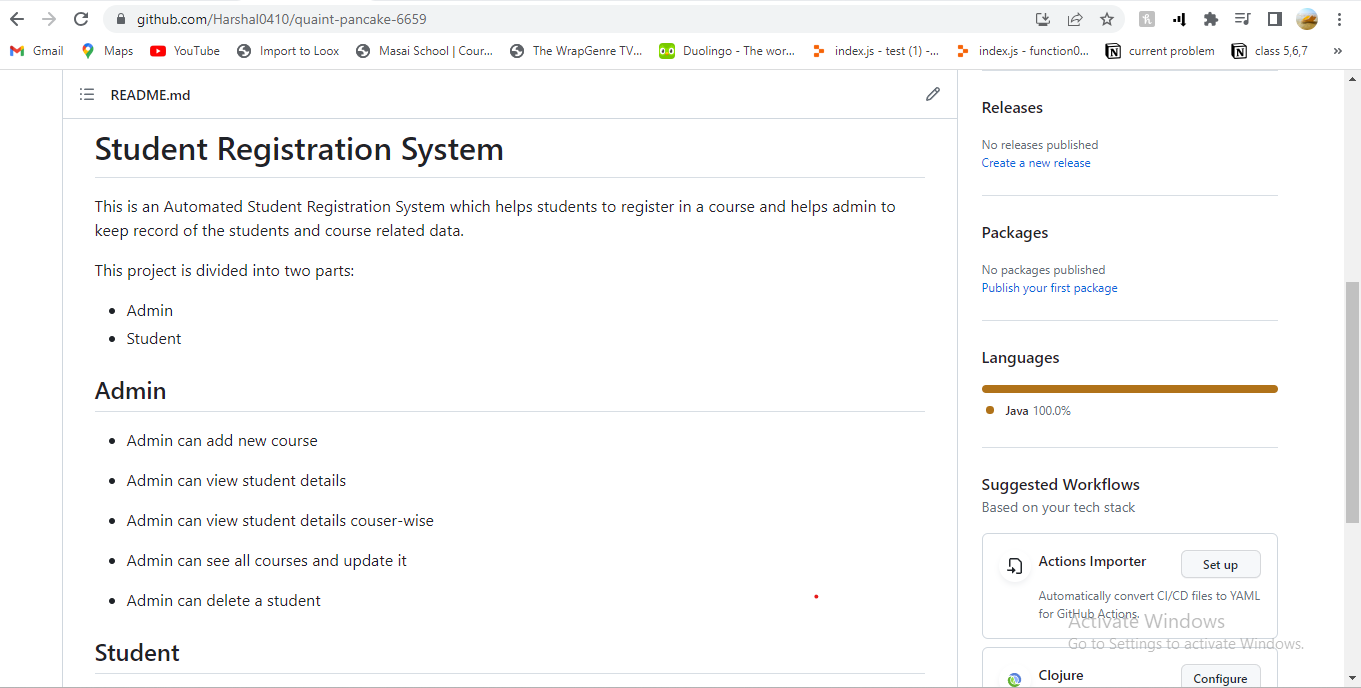 github.com/Harshal0410/quaint-pancake-6659
Gmail
Maps
YouTube
Import to Loox
Masai School | Cour...
The WrapGenre TV...
Duolingo - The wor...
index.js - test (1) -...
index.js - function0...
current problem
class 5,6,7
»
README.md
Student Registration System
This is an Automated Student Registration System which helps students to register in a course and helps admin to
keep record of the students and course related data.
This project is divided into two parts:
• Admin
• Student
Admin
• Admin can add new course
• Admin can view student details
• Admin can view student details couser-wise
• Admin can see all courses and update it
• Admin can delete a student
Student
Releases
No releases published
Create a new release
Packages
No packages published
Publish your first package
Languages
Java 100.0%
Suggested Workflows
Based on your tech stack
Actions Importer
Set up
Automatically convert CI/CD files to YAML
for GitHub Actions.
Activate Windows
Go to Settings to activate Windows.
Clojure
Configure